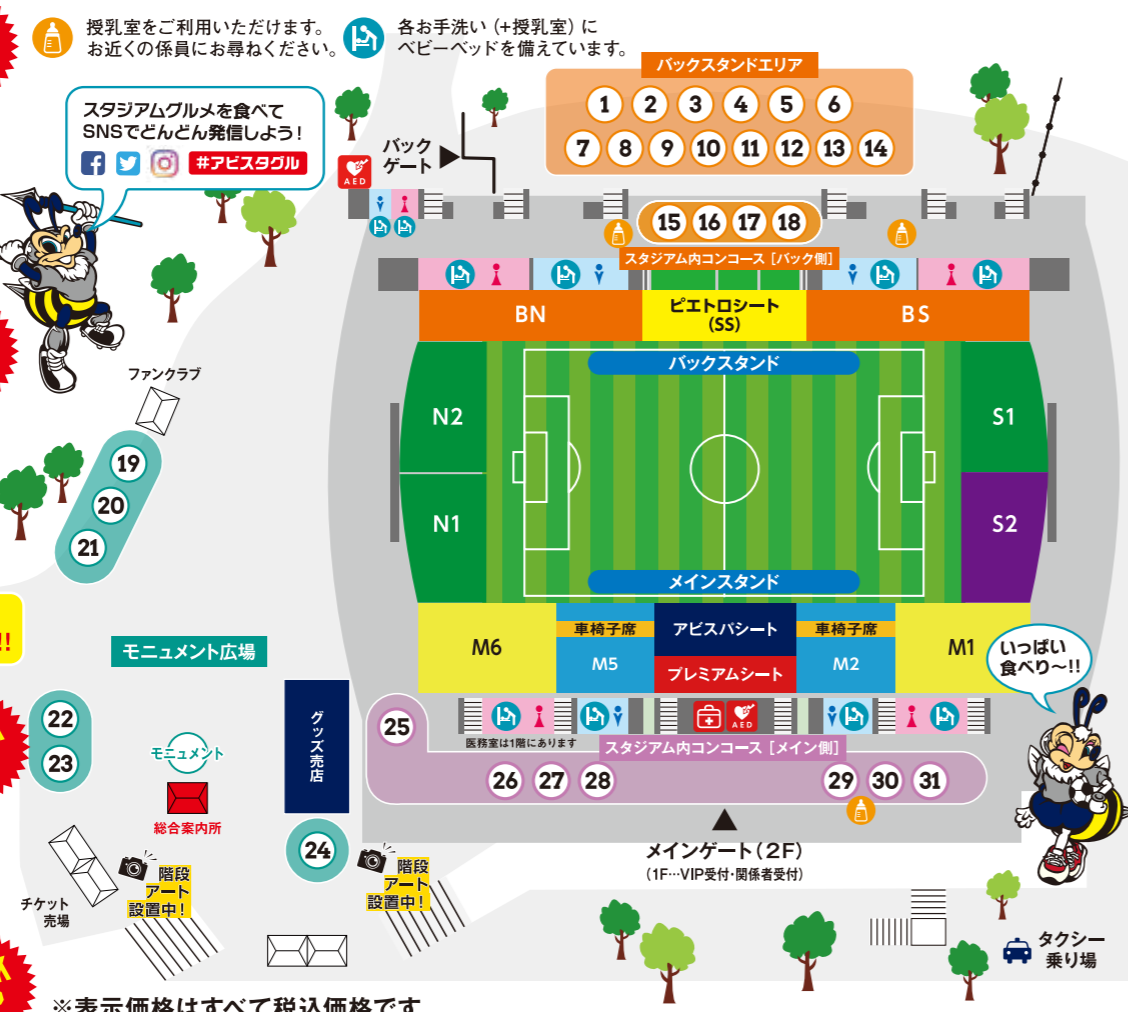 授乳室をご利用いただけます。
お近くの係員にお尋ねください。
各お手洗い（+授乳室）に
ベビーベッドを備えています。
スタジアムグルメを食べて
SNSでどんどん発信しよう！
#アビスタグル
バックスタンドエリア
1 2 3 4 5 6
7 8 9 10 11 12 13 14
バック
ゲート
AED
15 16 17 18
スタジアム内コンコース［バック側］
BN
ピエトロシート
(SS)
BS
バックスタンド
ファンクラブ
N2
S1
19
20
21
N1
S2
メインスタンド
!!
モニュメント広場
M6
車椅子席
M5
アビスパシート
プレミアムシート
車椅子席
M2
M1
いっぱい
食べり〜!!
22
23
モニュメント
総合案内所
グッズ売店
24
25
AED
医務室は1階にあります
スタジアム内コンコース［メイン側］
26 27 28 29 30 31
メインゲート（2F）
（1F…VIP受付・関係者受付）
チケット
売場
階段
アート
設置中！
階段
アート
設置中！
タクシー
乗り場
※表示価格はすべて税込価格です